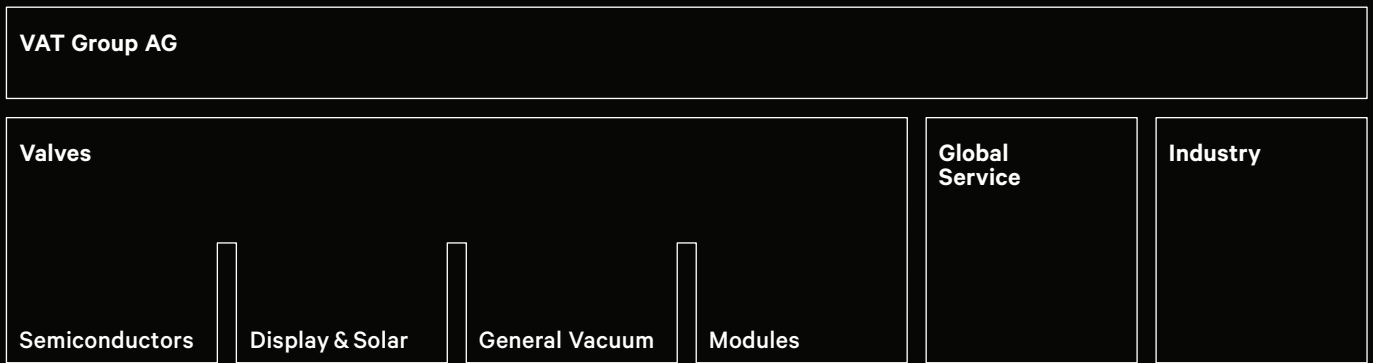 VAT Group AG
Valves
Global
Service
Industry
Semiconductors
Display & Solar
General Vacuum
Modules